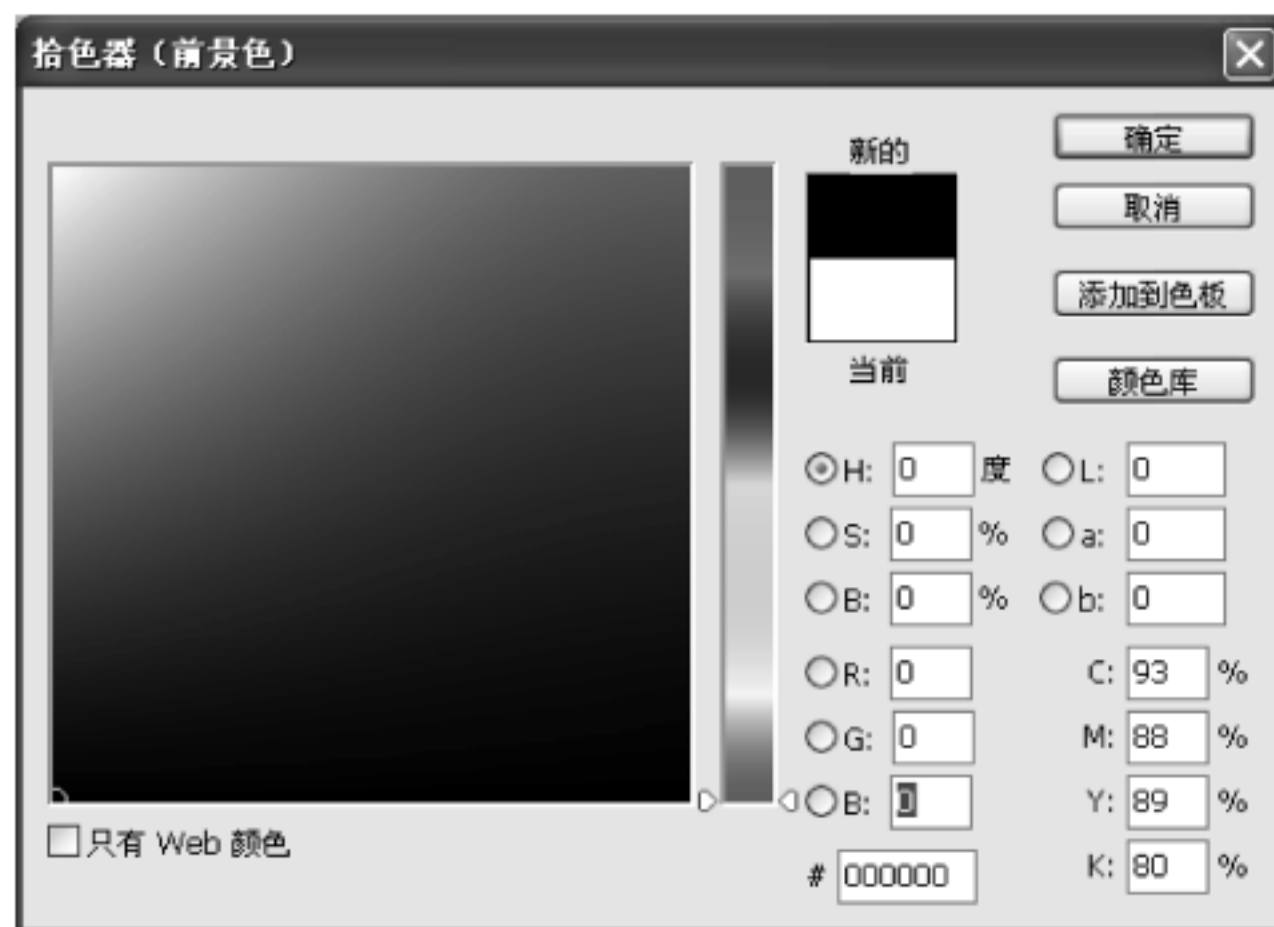 拾色器（前景色）
新的
当前
确定
取消
添加到色板
颜色库
H: 0 度
S: 0 %
B: 0 %
R: 0
G: 0
B: 0
# 000000
L: 0
a: 0
b: 0
C: 93 %
M: 88 %
Y: 89 %
K: 80 %
只有 Web 颜色